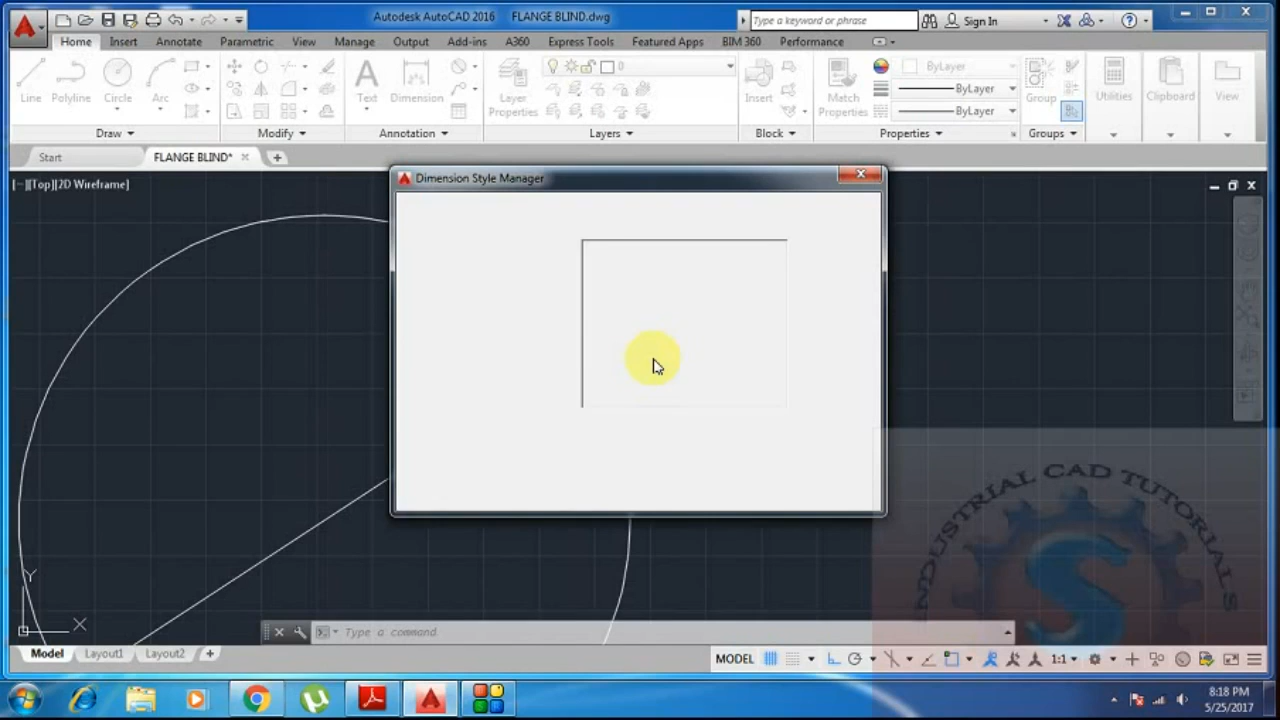 Autodesk AutoCAD 2016 FLANGE BLIND.dwg
Type a keyword or phrase
Sign In
Home Insert Annotate Parametric View Manage Output Add-ins A360 Express Tools Featured Apps BIM 360 Performance
Line Polyline Circle Arc
Text Dimension
Layer Properties
0
Insert
Match Properties
ByLayer
ByLayer
ByLayer
Group
Utilities
Clipboard
View
Draw Modify Annotation Layers Block Properties Groups
Start FLANGE BLIND*
[−][Top][2D Wireframe]
Dimension Style Manager
INDUSTRIAL CAD TUTORIALS
S
Y
X
Type a command
Model Layout1 Layout2
MODEL 1:1
8:18 PM
5/25/2017